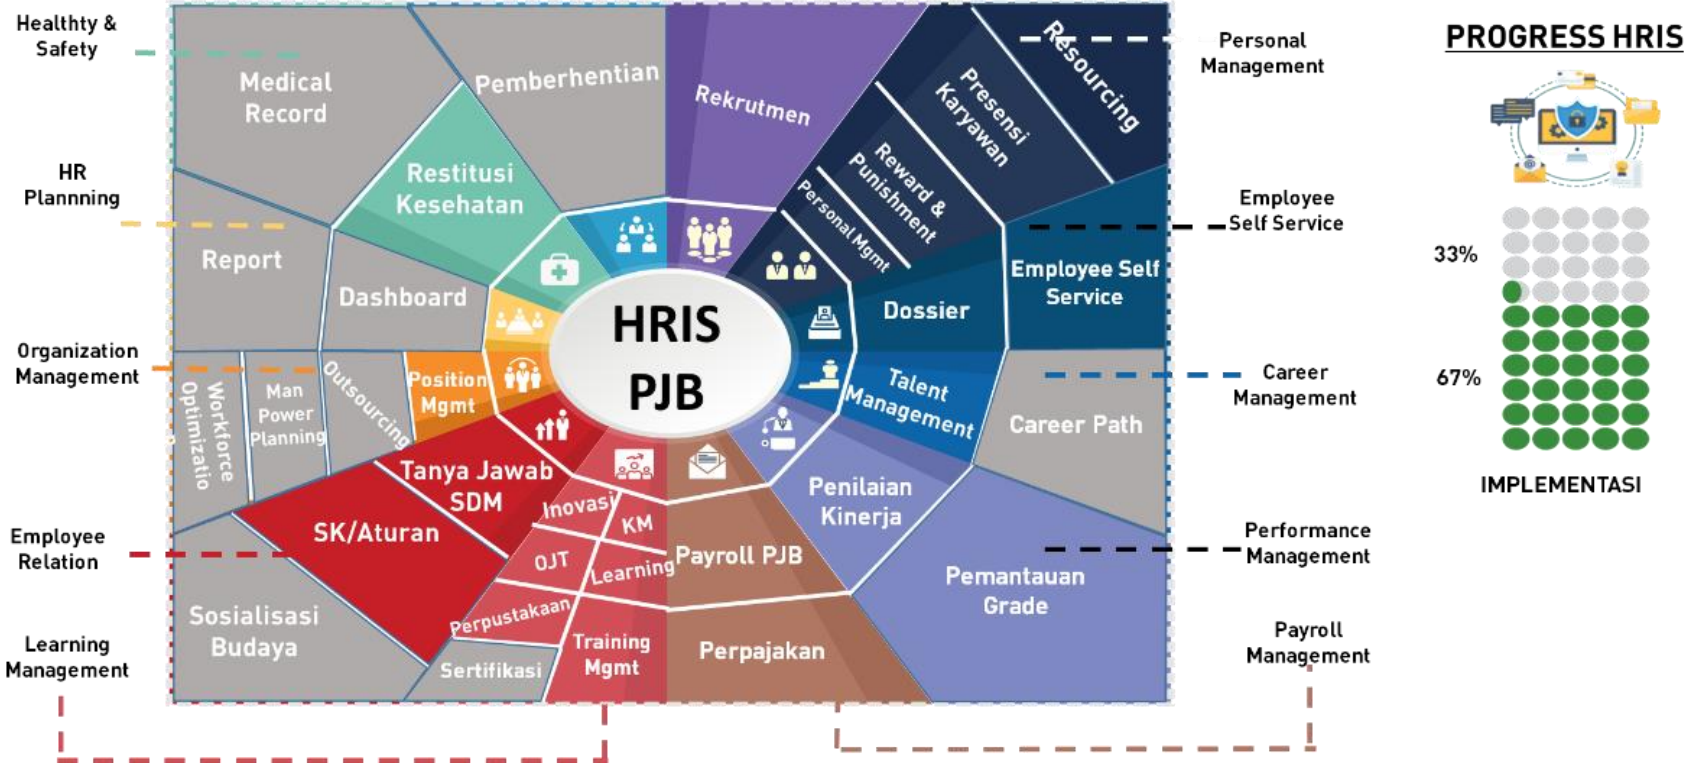 Healthty &
Safety
HR
Plannning
Organization
Management
Employee
Relation
Learning
Management
Medical
Record
Pemberhentian
Rekrutmen
Resourcing
Presensi
Karyawan
Reward &
Punishment
Personal Mgmt
Restitusi
Kesehatan
Report
Dashboard
Employee Self
Service
Dossier
HRIS
PJB
Workforce
Optimizatio
Man
Power
Planning
Outsourcing
Position
Mgmt
Talent
Management
Career Path
Tanya Jawab
SDM
SK/Aturan
Penilaian
Kinerja
Inovasi
KM
OJT
Learning
Payroll PJB
Pemantauan
Grade
Perpustakaan
Sosialisasi
Budaya
Sertifikasi
Training
Mgmt
Perpajakan
Personal
Management
Employee
Self Service
Career
Management
Performance
Management
Payroll
Management
PROGRESS HRIS
33%
67%
IMPLEMENTASI